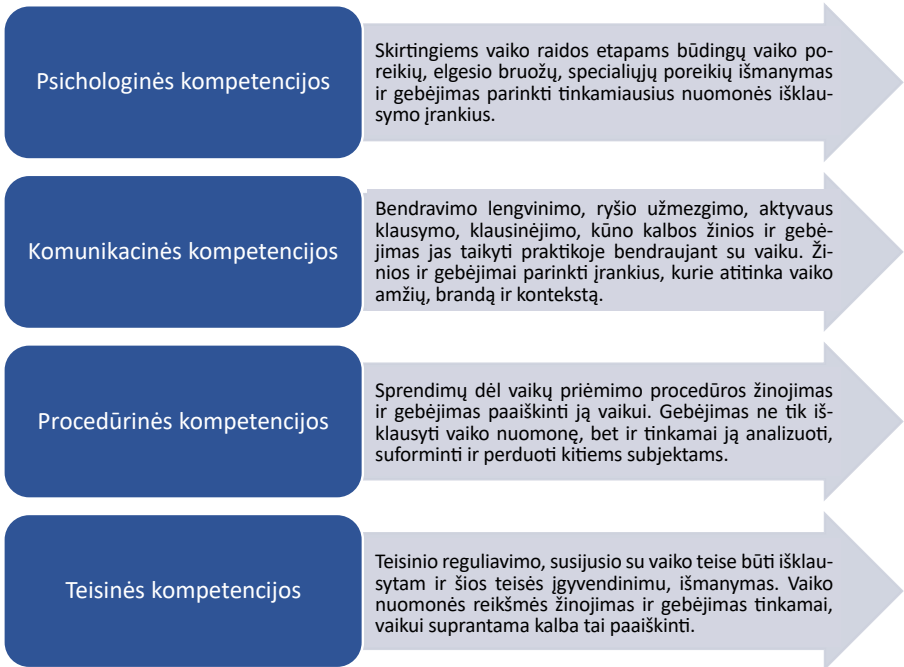 Psichologinės kompetencijos
Skirtingiems vaiko raidos etapams būdingų vaiko po-
reikių, elgesio bruožų, specialiųjų poreikių išmanymas
ir gebėjimas parinkti tinkamiausius nuomonės išklau-
symo įrankius.
Komunikacinės kompetencijos
Bendravimo lengvinimo, ryšio užmezgimo, aktyvaus
klausymo, klausinėjimo, kūno kalbos žinios ir gebė-
jimas jas taikyti praktikoje bendraujant su vaiku. Ži-
nios ir gebėjimai parinkti įrankius, kurie atitinka vaiko
amžių, brandą ir kontekstą.
Procedūrinės kompetencijos
Sprendimų dėl vaikų priėmimo procedūros žinojimas
ir gebėjimas paaiškinti ją vaikui. Gebėjimas ne tik iš-
klausyti vaiko nuomonę, bet ir tinkamai ją analizuoti,
suforminti ir perduoti kitiems subjektams.
Teisinės kompetencijos
Teisinio reguliavimo, susijusio su vaiko teise būti išklau-
sytam ir šios teisės įgyvendinimu, išmanymas. Vaiko
nuomonės reikšmės žinojimas ir gebėjimas tinkamai,
vaikui suprantama kalba tai paaiškinti.